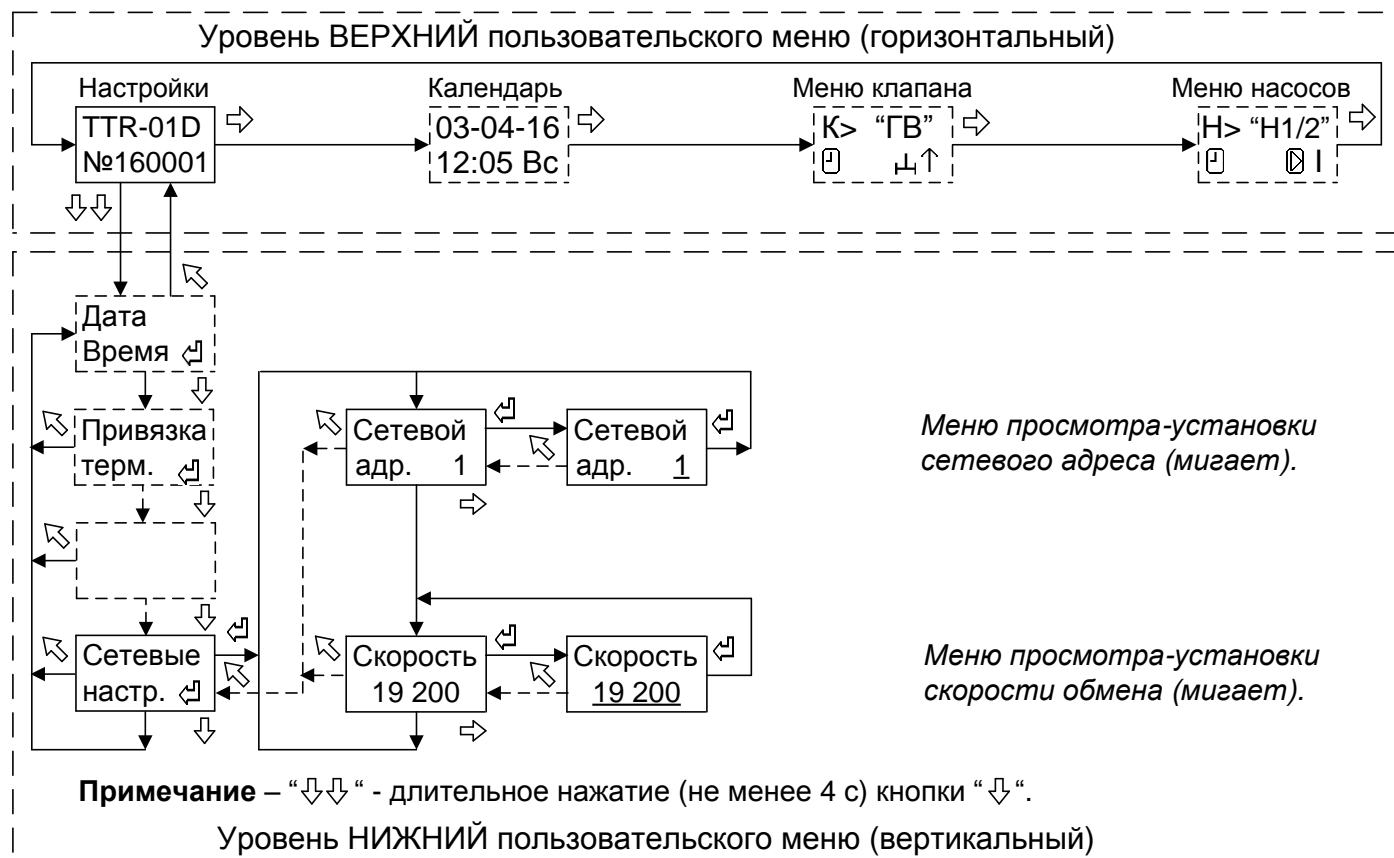 Уровень ВЕРХНИЙ пользовательского меню (горизонтальный)
Настройки
TTR-01D
№160001
Календарь
03-04-16
12:05 Вс
Меню клапана
К> “ГВ”
Меню насосов
Н> “Н1/2”
I
Дата
Время
Привязка
терм.
Сетевые
настр.
Сетевой
адр. 1
Сетевой
адр. 1
Меню просмотра-установки
сетевого адреса (мигает).
Скорость
19 200
Скорость
19 200
Меню просмотра-установки
скорости обмена (мигает).
Примечание – “⇩⇩“ - длительное нажатие (не менее 4 с) кнопки “⇩“.
Уровень НИЖНИЙ пользовательского меню (вертикальный)